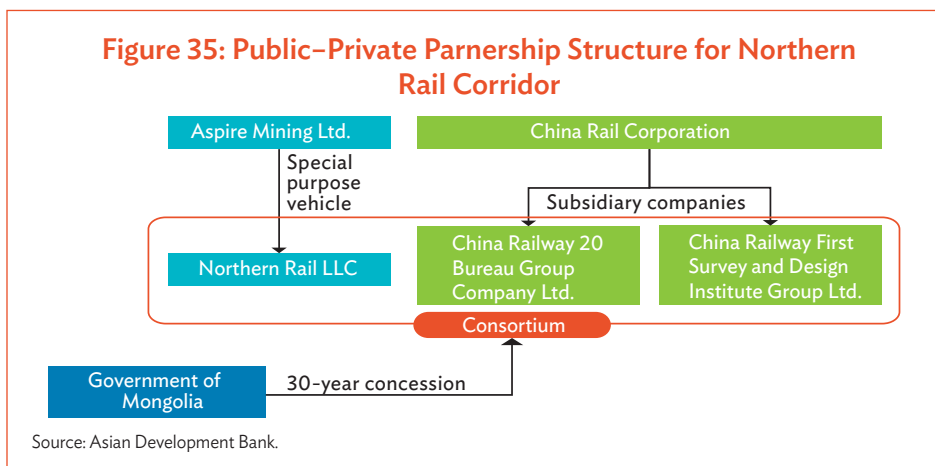 Figure 35: Public–Private Parnership Structure for Northern
Rail Corridor
Aspire Mining Ltd.
China Rail Corporation
Special
purpose
vehicle
Subsidiary companies
Northern Rail LLC
China Railway 20
Bureau Group
Company Ltd.
China Railway First
Survey and Design
Institute Group Ltd.
Consortium
Government of
Mongolia
30-year concession
Source: Asian Development Bank.